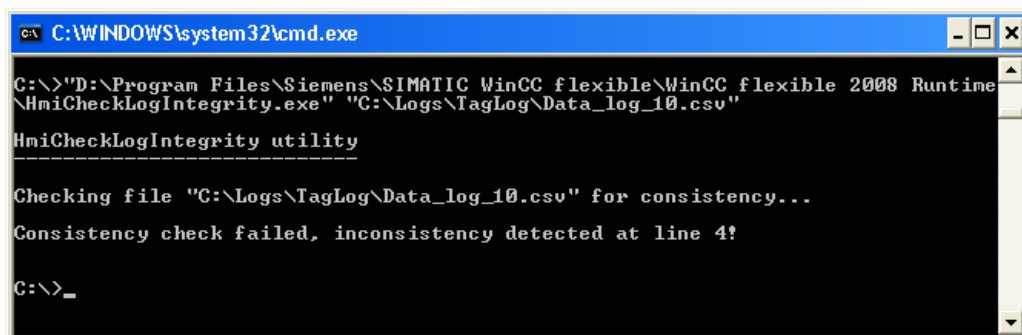 C:\WINDOWS\system32\cmd.exe
C:\>"D:\Program Files\Siemens\SIMATIC WinCC flexible\WinCC flexible 2008 Runtime
\HmiCheckLogIntegrity.exe" "C:\Logs\TagLog\Data_log_10.csv"
HmiCheckLogIntegrity utility
----------------------------
Checking file "C:\Logs\TagLog\Data_log_10.csv" for consistency...
Consistency check failed, inconsistency detected at line 4!
C:\>_